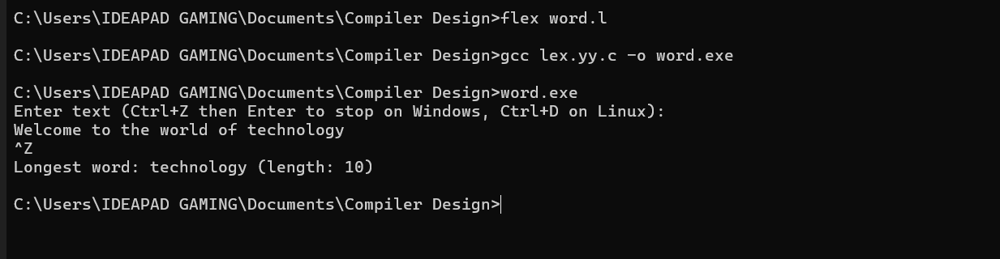 C:\Users\IDEAPAD GAMING\Documents\Compiler Design>flex word.l
C:\Users\IDEAPAD GAMING\Documents\Compiler Design>gcc lex.yy.c -o word.exe
C:\Users\IDEAPAD GAMING\Documents\Compiler Design>word.exe
Enter text (Ctrl+Z then Enter to stop on Windows, Ctrl+D on Linux):
Welcome to the world of technology
^Z
Longest word: technology (length: 10)
C:\Users\IDEAPAD GAMING\Documents\Compiler Design>